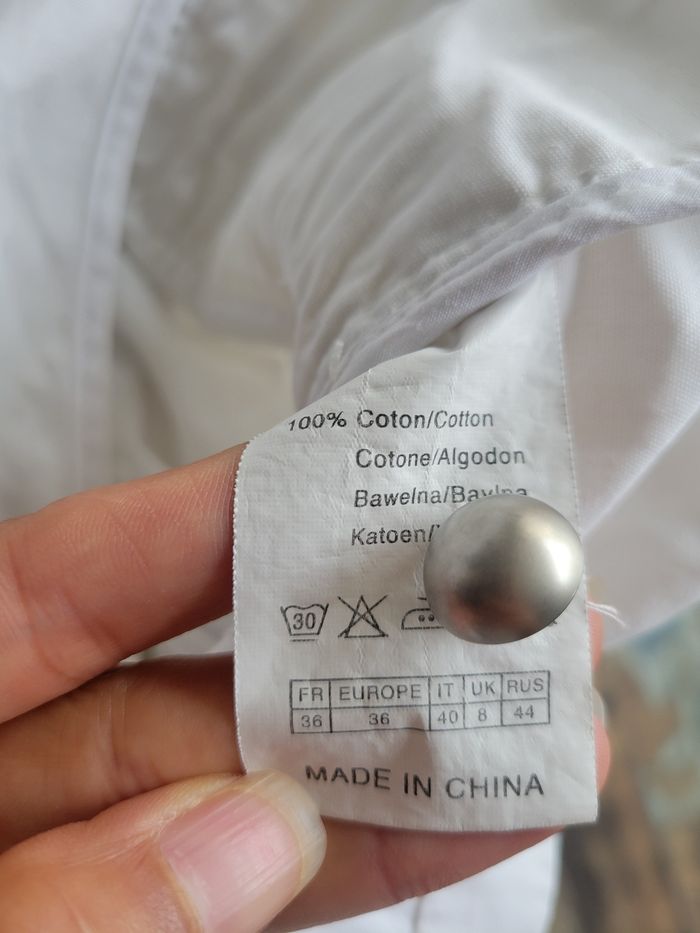 100% Coton/Cotton
Cotone/Algodon
Bawelna/Bavlna
Katoen/
30
FR EUROPE IT UK RUS
36 36 40 8 44
MADE IN CHINA